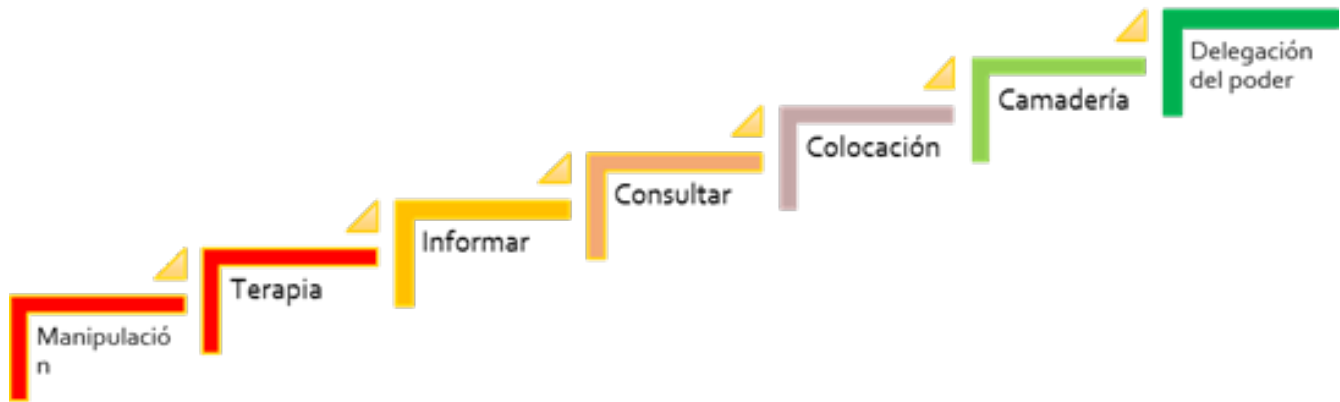 Manipulació
n
Terapia
Informar
Consultar
Colocación
Camadería
Delegación
del poder